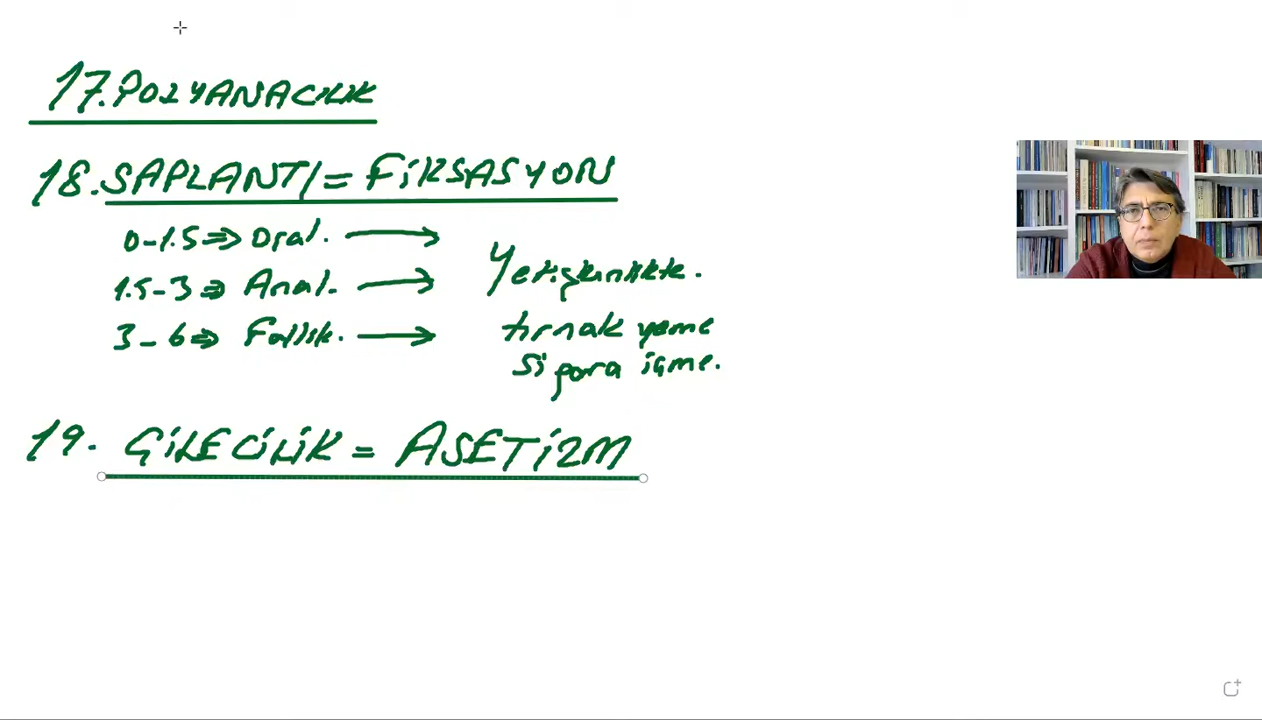 17. POLYANACILIK
18. SAPLANTI = FİKSASYON
0-1.5 => Oral. →
1.5-3 => Anal. →
3-6 => Fallik. →
Yetişkinlikte.
tırnak yeme
Sigara içme.
19. ÇİLECİLİK = ASETİZM